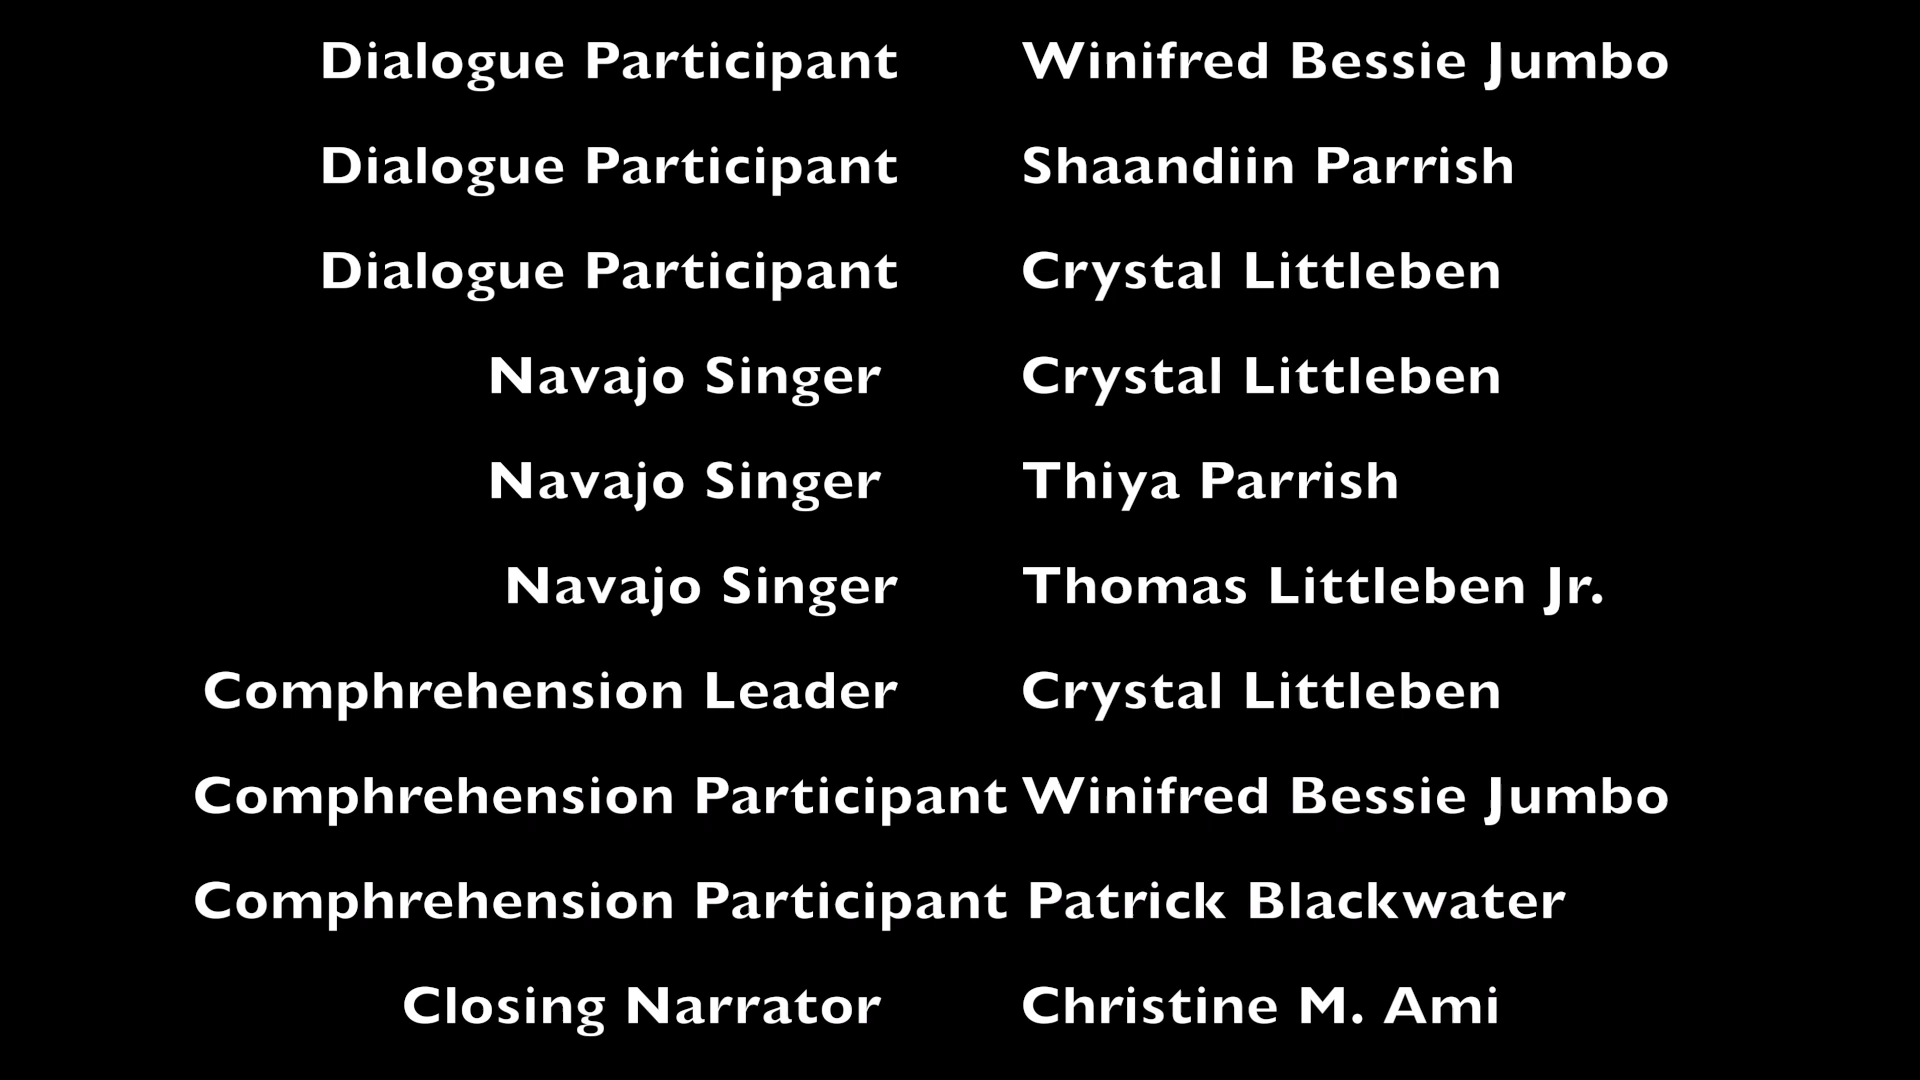 Dialogue Participant Winifred Bessie Jumbo
Dialogue Participant Shaandiin Parrish
Dialogue Participant Crystal Littleben
Navajo Singer Crystal Littleben
Navajo Singer Thiya Parrish
Navajo Singer Thomas Littleben Jr.
Comphrehension Leader Crystal Littleben
Comphrehension Participant Winifred Bessie Jumbo
Comphrehension Participant Patrick Blackwater
Closing Narrator Christine M. Ami